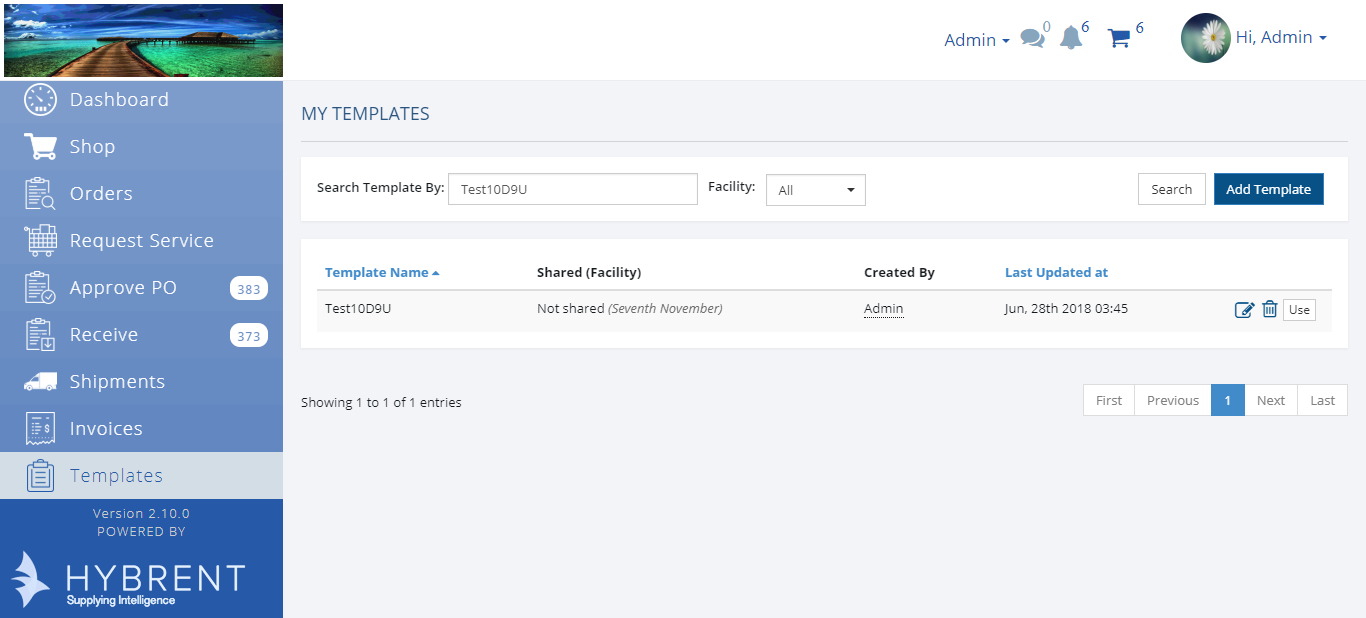 Admin 0 6 6 Hi, Admin
Dashboard
Shop
Orders
Request Service
Approve PO 383
Receive 373
Shipments
Invoices
Templates
Version 2.10.0
POWERED BY
HYBRENT
Supplying Intelligence
MY TEMPLATES
Search Template By: Test10D9U Facility: All Search Add Template
Template Name Shared (Facility) Created By Last Updated at
Test10D9U Not shared (Seventh November) Admin Jun, 28th 2018 03:45 Use
Showing 1 to 1 of 1 entries First Previous 1 Next Last